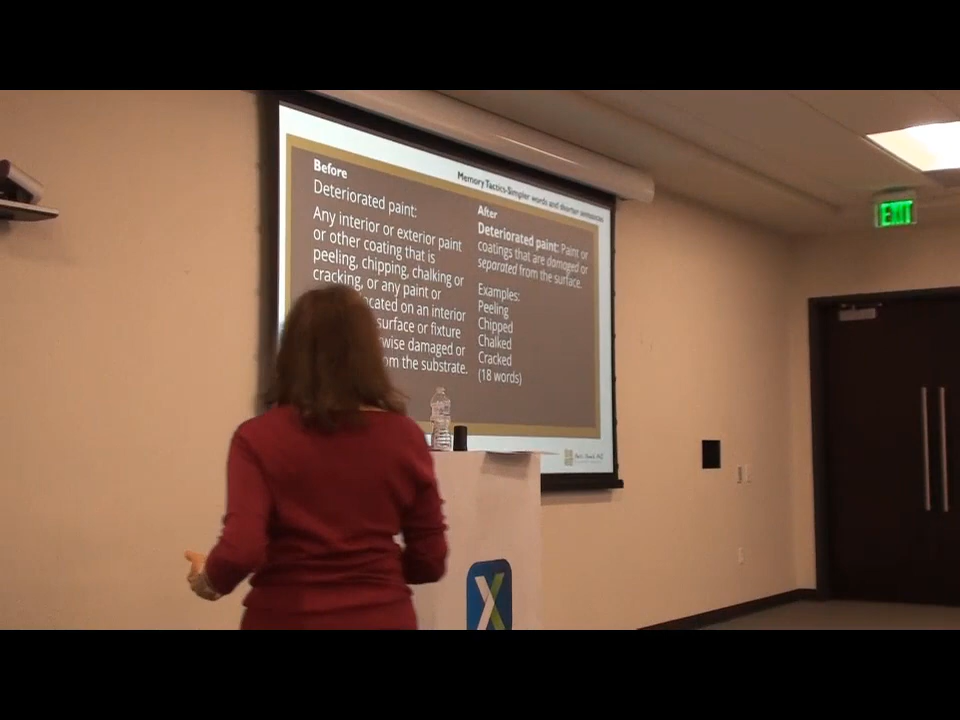 Memory Tactics-Simpler words and shorter sentences
Before
Deteriorated paint:
Any interior or exterior paint
or other coating that is
peeling, chipping, chalking or
cracking, or any paint or
located on an interior
surface or fixture
damaged or
from the substrate.
After
Deteriorated paint: Paint or
coatings that are damaged or
separated from the surface.
Examples:
Peeling
Chipped
Chalked
Cracked
(18 words)
EXIT
X